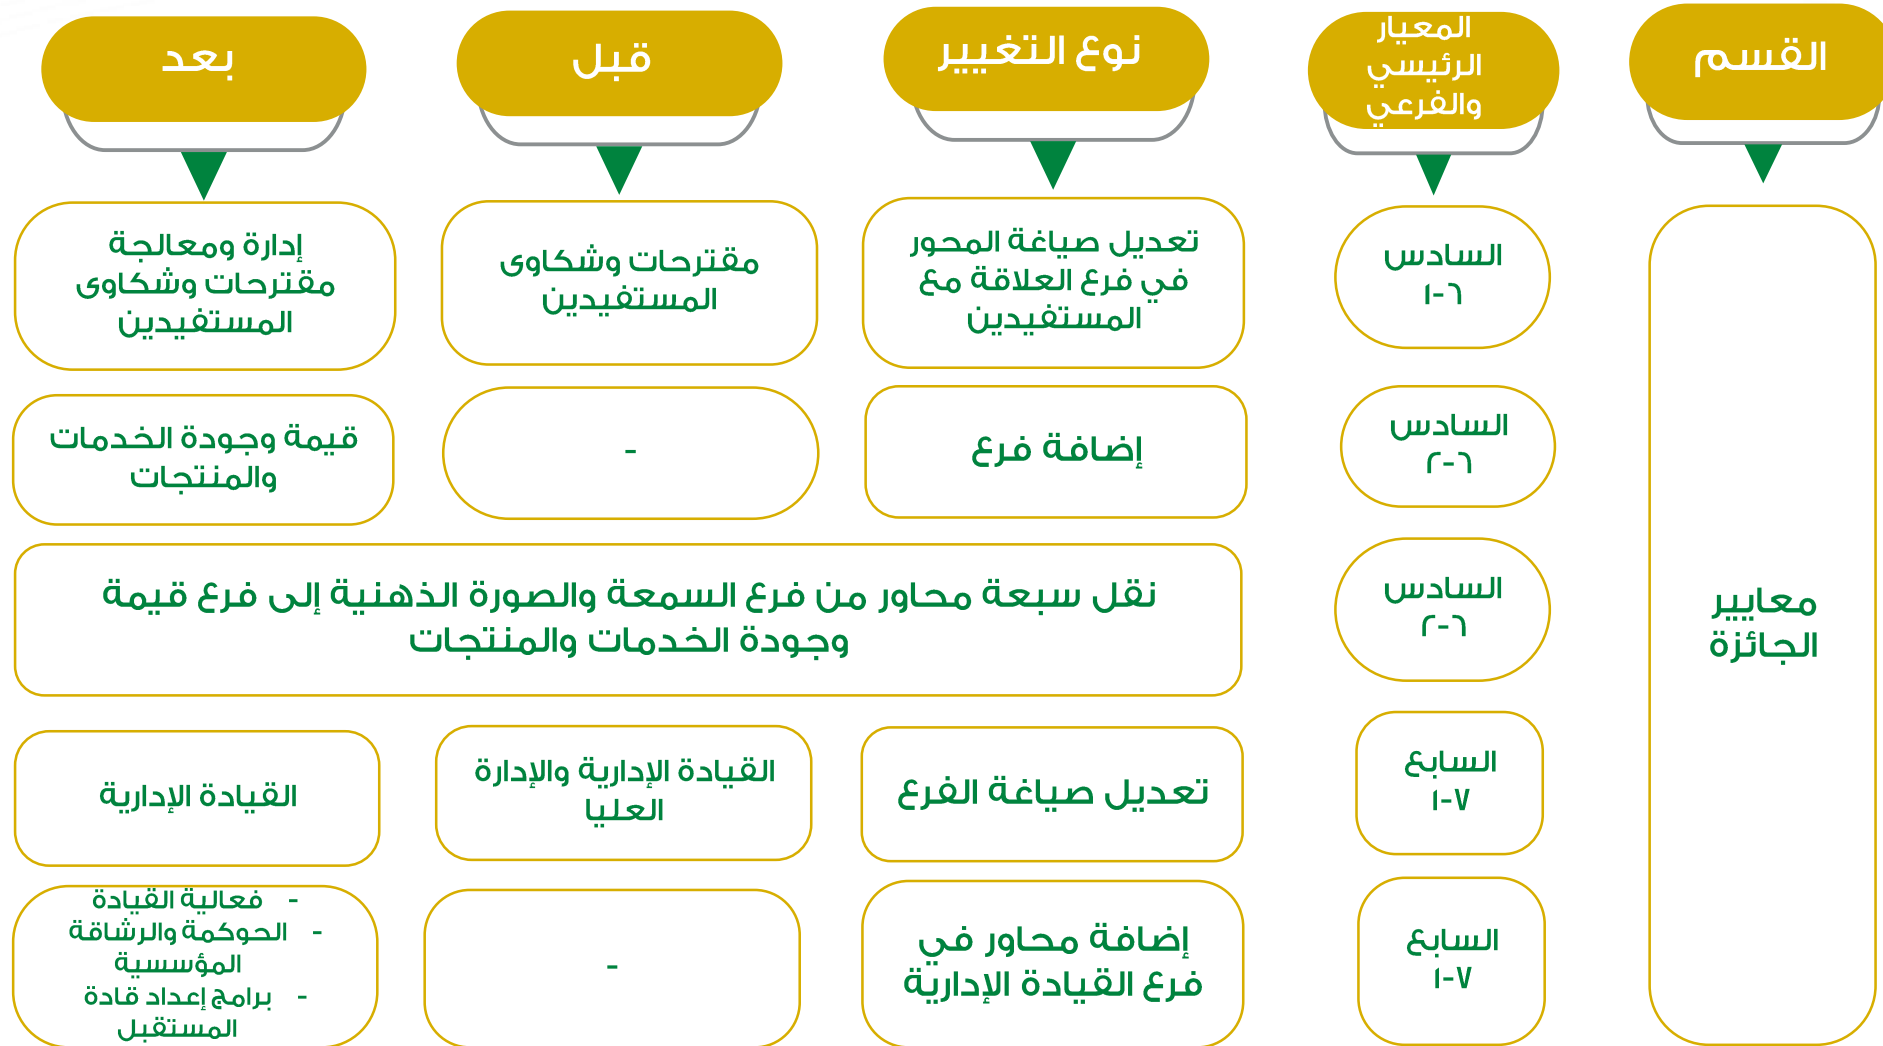 القسم
المعيار
الرئيسي
والفرعي
نوع التغيير
قبل
بعد
معايير
الجائزة
السادس
٦-١
تعديل صياغة المحور
في فرع العلاقة مع
المستفيدين
مقترحات وشكاوى
المستفيدين
إدارة ومعالجة
مقترحات وشكاوى
المستفيدين
السادس
٦-٢
إضافة فرع
-
قيمة وجودة الخدمات
والمنتجات
السادس
٦-٢
نقل سبعة محاور من فرع السمعة والصورة الذهنية إلى فرع قيمة
وجودة الخدمات والمنتجات
السابع
٧-١
تعديل صياغة الفرع
القيادة الإدارية والإدارة
العليا
القيادة الإدارية
السابع
٧-١
إضافة محاور في
فرع القيادة الإدارية
-
- فعالية القيادة
- الحوكمة والرشاقة
المؤسسية
- برامج إعداد قادة
المستقبل